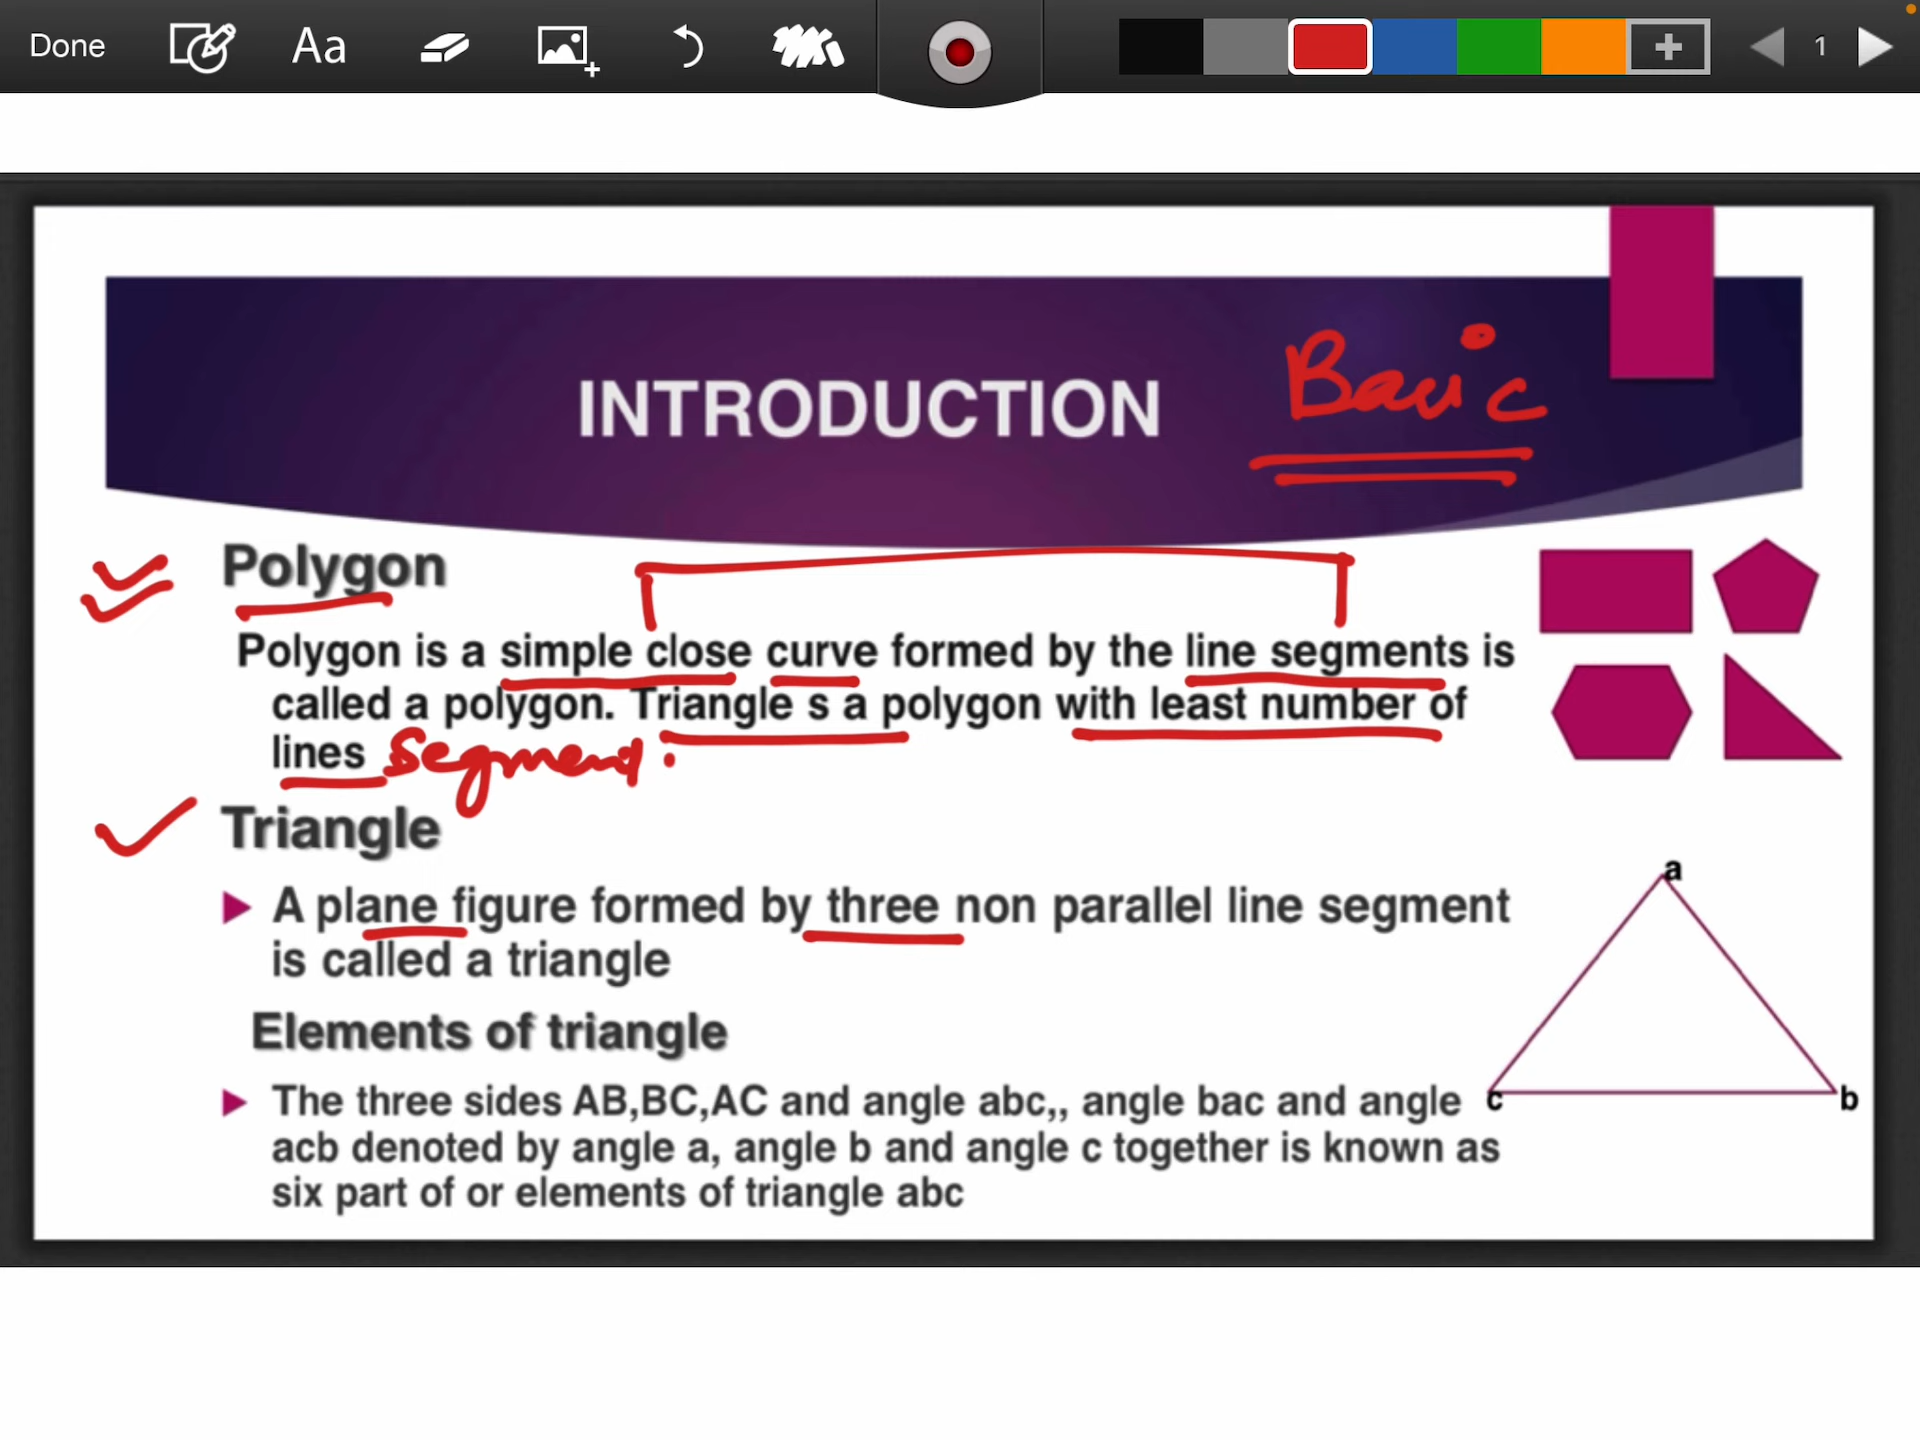 Done Aa 1
INTRODUCTION Basic
Polygon
Polygon is a simple close curve formed by the line segments is
called a polygon. Triangle s a polygon with least number of
lines Segment.
Triangle
A plane figure formed by three non parallel line segment
is called a triangle
Elements of triangle
The three sides AB,BC,AC and angle abc,, angle bac and angle
acb denoted by angle a, angle b and angle c together is known as
six part of or elements of triangle abc
a
c b